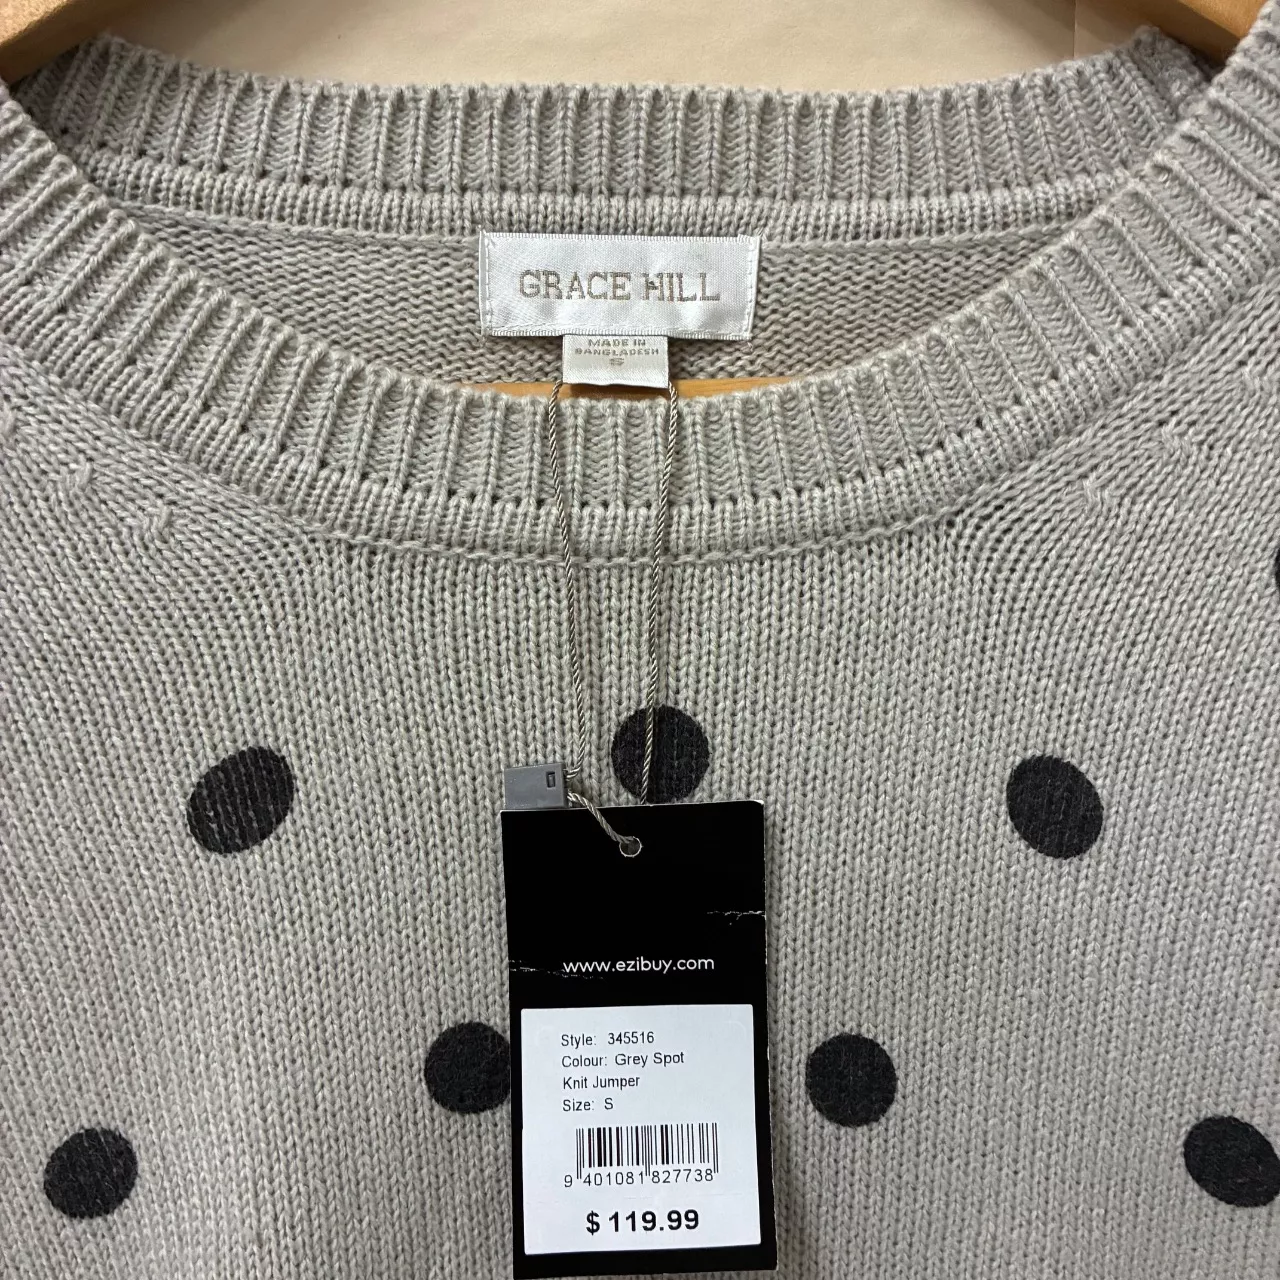 GRACE HILL
MADE IN
BANGLADESH
S
www.ezibuy.com
Style: 345516
Colour: Grey Spot
Knit Jumper
Size: S
9 401081 827738
$ 119.99